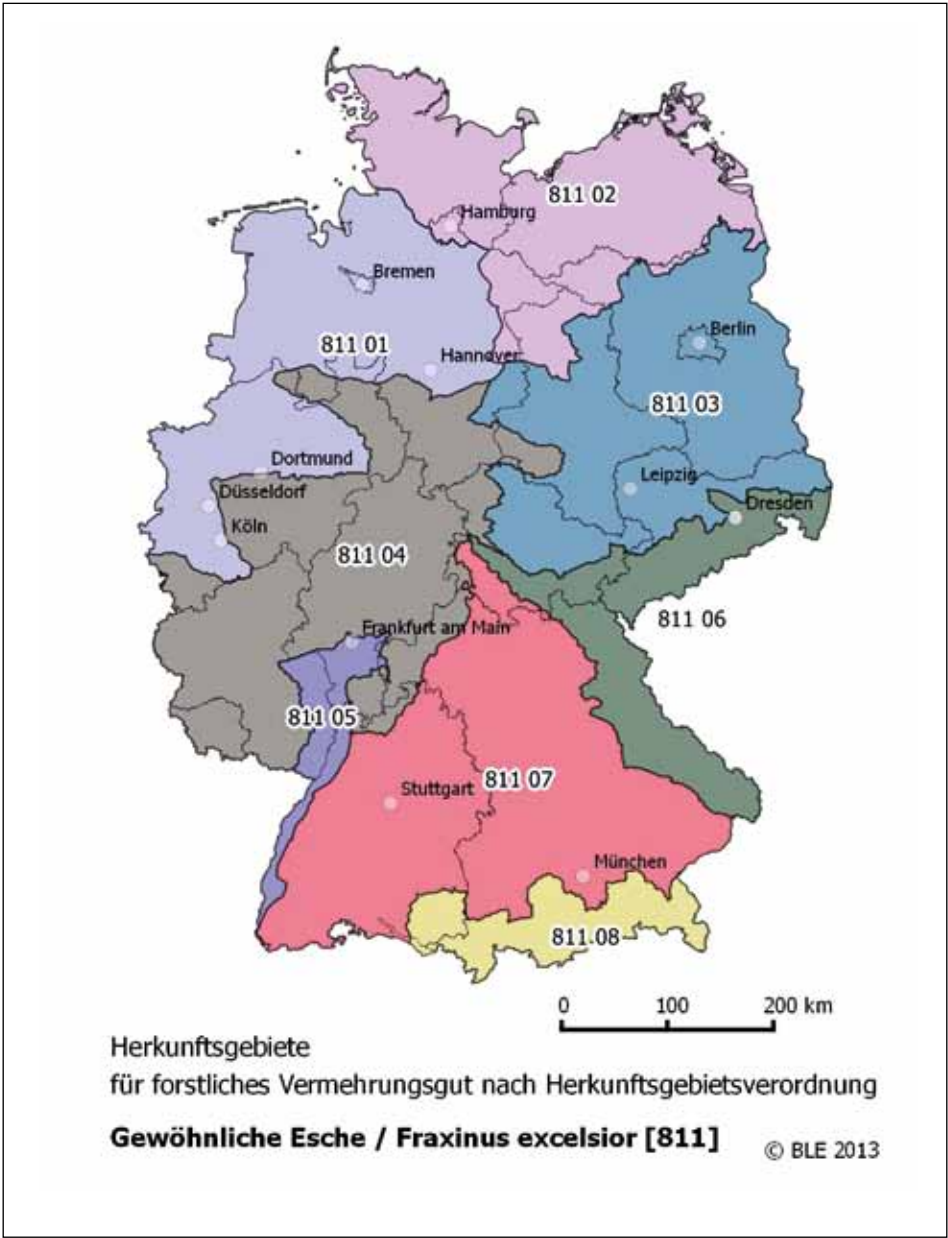 811 02
Hamburg
Bremen
Berlin
811 01
Hannover
811 03
Dortmund
Leipzig
Düsseldorf
Dresden
Köln
811 04
811 06
Frankfurt am Main
811 05
811 07
Stuttgart
München
811 08
0 100 200 km
Herkunftsgebiete
für forstliches Vermehrungsgut nach Herkunftsgebietsverordnung
Gewöhnliche Esche / Fraxinus excelsior [811]
© BLE 2013